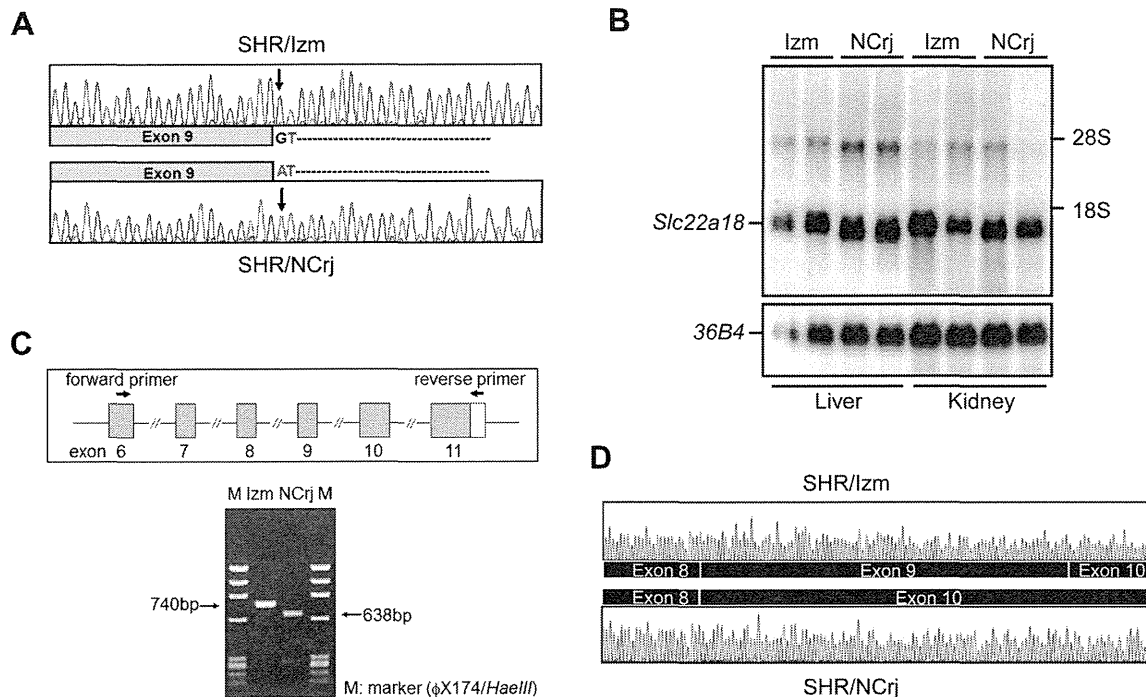 A
SHR/Izm
Exon 9
GT
Exon 9
AT
SHR/NCrj
B
Izm NCrj Izm NCrj
28S
18S
Slc22a18
36B4
Liver Kidney
C
forward primer reverse primer
exon 6 7 8 9 10 11
M Izm NCrj M
740bp
638bp
M: marker (ϕX174/HaeIII)
D
SHR/Izm
Exon 8 Exon 9 Exon 10
Exon 8 Exon 10
SHR/NCrj